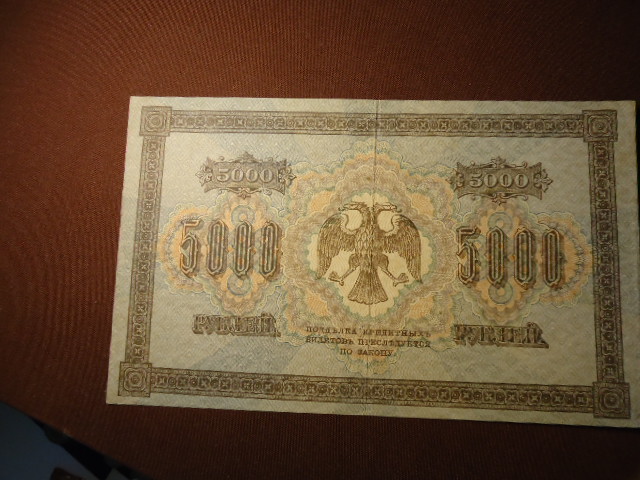 5000 5000
5000 5000
РУБЛЕЙ. РУБЛЕЙ.
ПОДДѢЛКА КРЕДИТНЫХЪ
БИЛЕТОВЪ ПРЕСЛѢДУЕТСЯ
ПО ЗАКОНУ